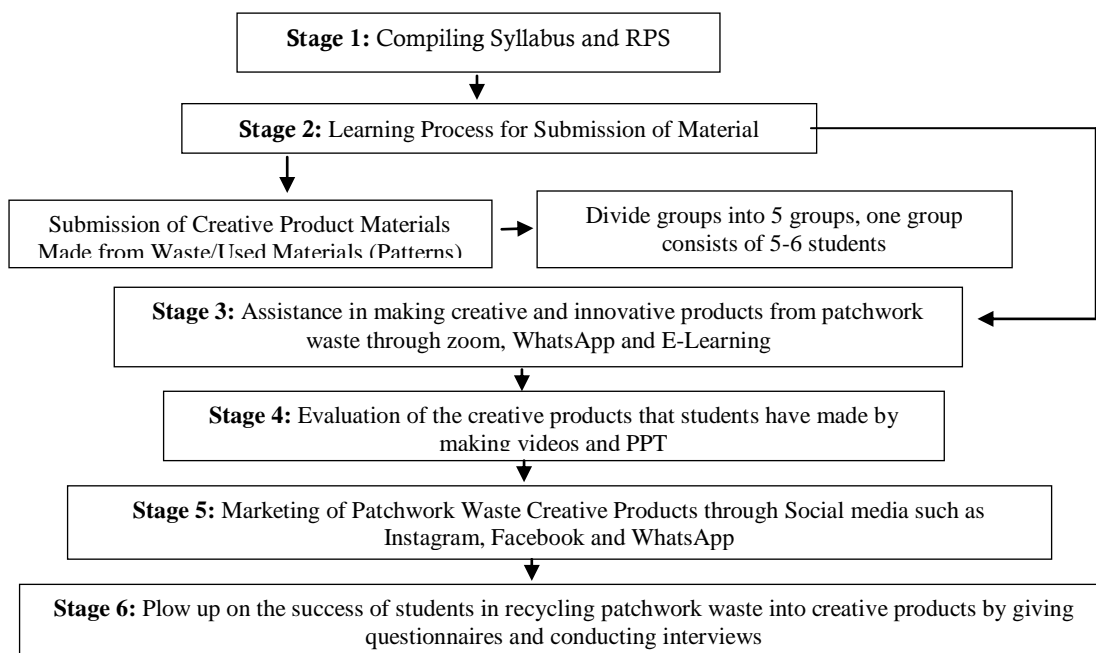 Stage 1: Compiling Syllabus and RPS
Stage 2: Learning Process for Submission of Material
Submission of Creative Product Materials
Made from Waste/Used Materials (Patterns)
Divide groups into 5 groups, one group
consists of 5-6 students
Stage 3: Assistance in making creative and innovative products from patchwork
waste through zoom, WhatsApp and E-Learning
Stage 4: Evaluation of the creative products that students have made by
making videos and PPT
Stage 5: Marketing of Patchwork Waste Creative Products through Social media such as
Instagram, Facebook and WhatsApp
Stage 6: Plow up on the success of students in recycling patchwork waste into creative products by giving
questionnaires and conducting interviews